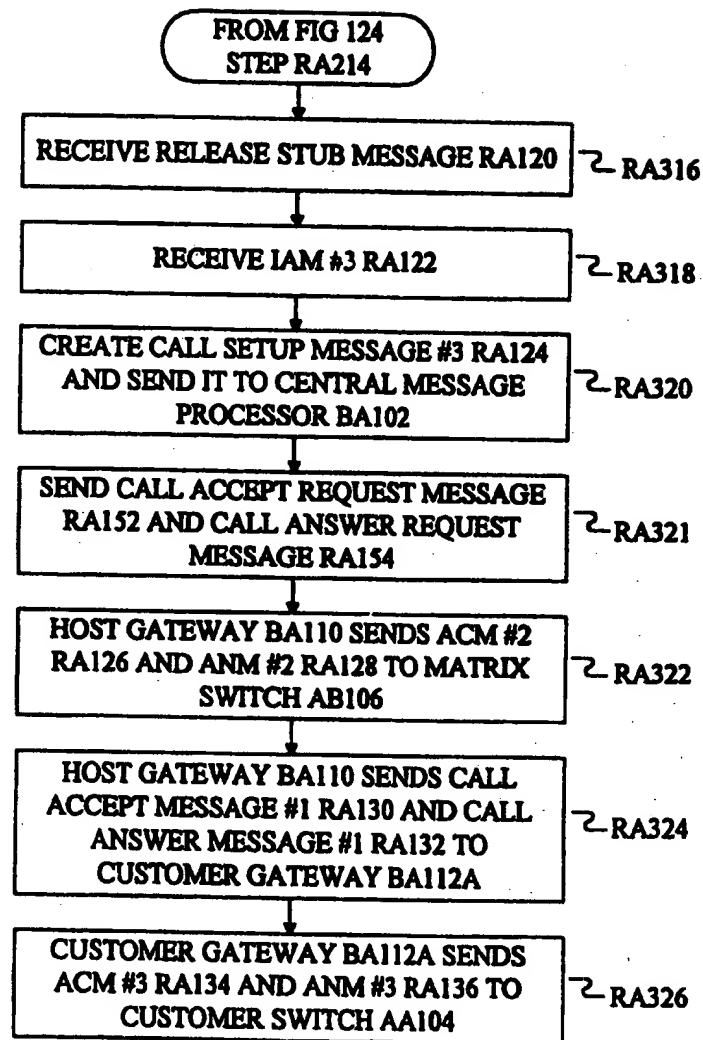 FROM FIG 124
STEP RA214
RECEIVE RELEASE STUB MESSAGE RA120
RA316
RECEIVE IAM #3 RA122
RA318
CREATE CALL SETUP MESSAGE #3 RA124
AND SEND IT TO CENTRAL MESSAGE
PROCESSOR BA102
RA320
SEND CALL ACCEPT REQUEST MESSAGE
RA152 AND CALL ANSWER REQUEST
MESSAGE RA154
RA321
HOST GATEWAY BA110 SENDS ACM #2
RA126 AND ANM #2 RA128 TO MATRIX
SWITCH AB106
RA322
HOST GATEWAY BA110 SENDS CALL
ACCEPT MESSAGE #1 RA130 AND CALL
ANSWER MESSAGE #1 RA132 TO
CUSTOMER GATEWAY BA112A
RA324
CUSTOMER GATEWAY BA112A SENDS
ACM #3 RA134 AND ANM #3 RA136 TO
CUSTOMER SWITCH AA104
RA326